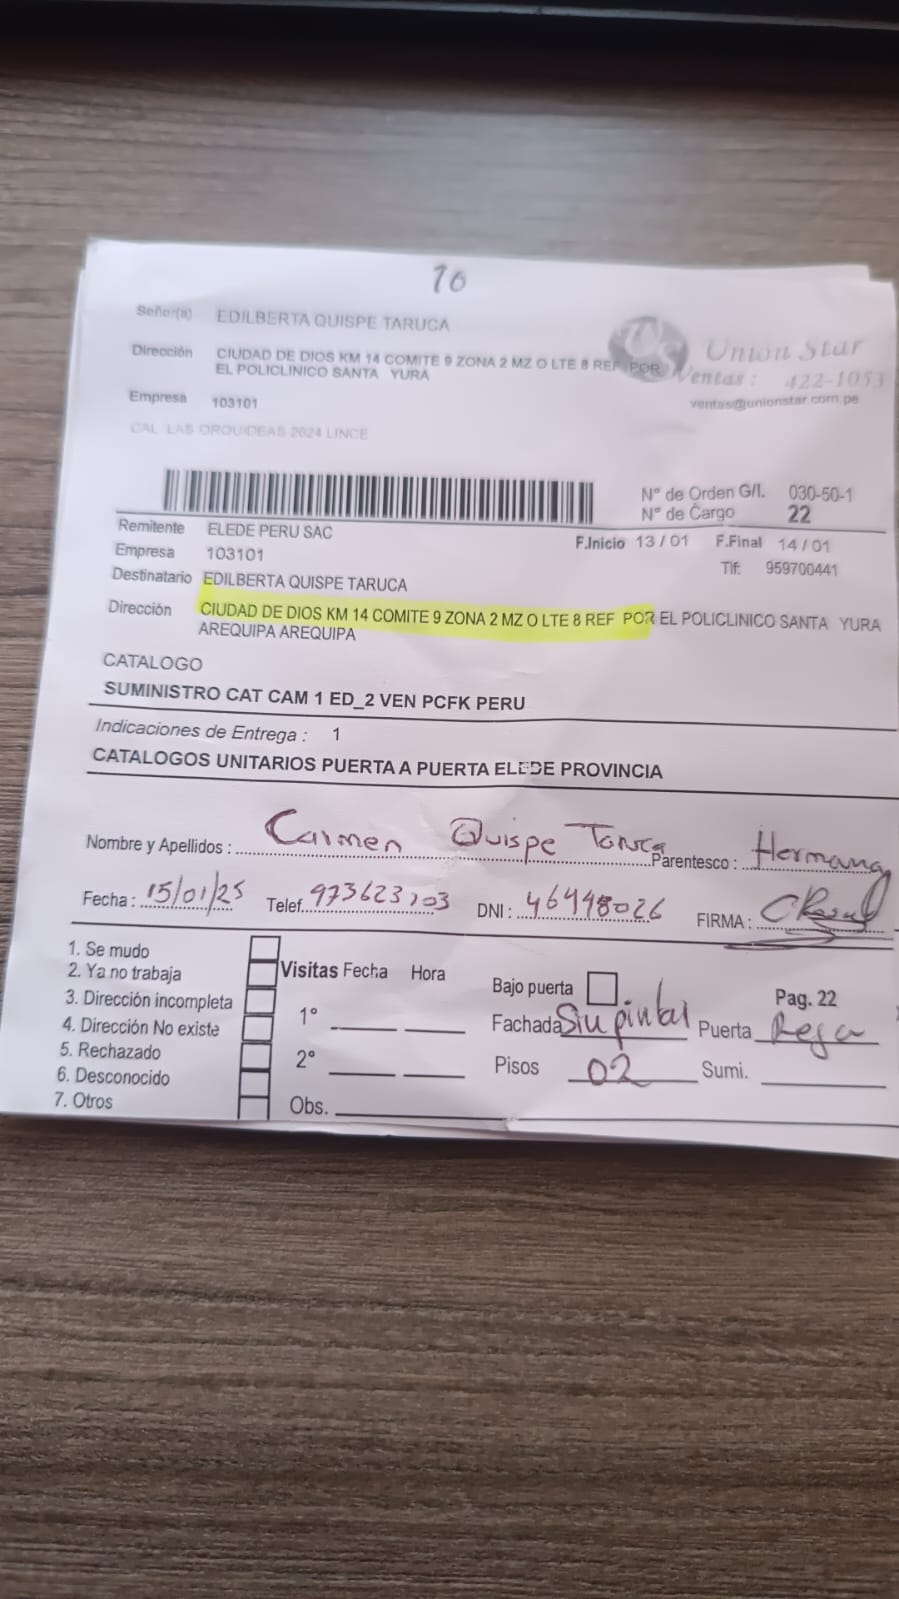 10
Señor(a) EDILBERTA QUISPE TARUCA
Dirección CIUDAD DE DIOS KM 14 COMITE 9 ZONA 2 MZ O LTE 8 REF POR
EL POLICLINICO SANTA YURA
Union Star
Ventas: 422-1053
ventas@unionstar.com.pe
Empresa 103101
CAL LAS ORQUIDEAS 2624 LINCE
N° de Orden G/I. 030-50-1
N° de Cargo 22
Remitente ELEDE PERU SAC
F.Inicio 13/01 F.Final 14/01
Empresa 103101
Tlf: 959700441
Destinatario EDILBERTA QUISPE TARUCA
Dirección CIUDAD DE DIOS KM 14 COMITE 9 ZONA 2 MZ O LTE 8 REF POR EL POLICLINICO SANTA YURA
AREQUIPA AREQUIPA
CATALOGO
SUMINISTRO CAT CAM 1 ED_2 VEN PCFK PERU
Indicaciones de Entrega : 1
CATALOGOS UNITARIOS PUERTA A PUERTA ELEDE PROVINCIA
Nombre y Apellidos : Carmen Quispe Taruca Parentesco : Hermana
Fecha : 15/01/25 Telef. 973623703 DNI : FIRMA :
1. Se mudo
2. Ya no trabaja
3. Dirección incompleta
4. Dirección No existe
5. Rechazado
6. Desconocido
7. Otros
Visitas Fecha Hora
1°
2°
Obs.
Bajo puerta
Pag. 22
Fachada Sin pintar Puerta Reja
Pisos 02 Sumi.